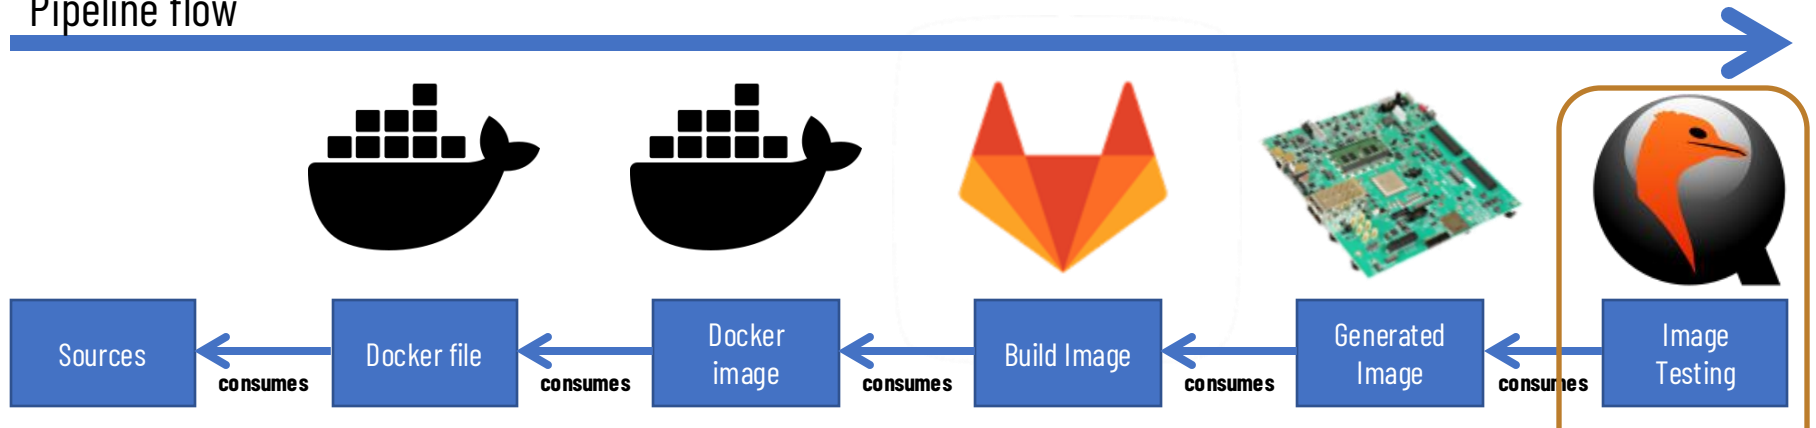 Pipeline flow
Sources
consumes
Docker file
consumes
Docker
image
consumes
Build Image
consumes
Generated
Image
consumes
Image
Testing